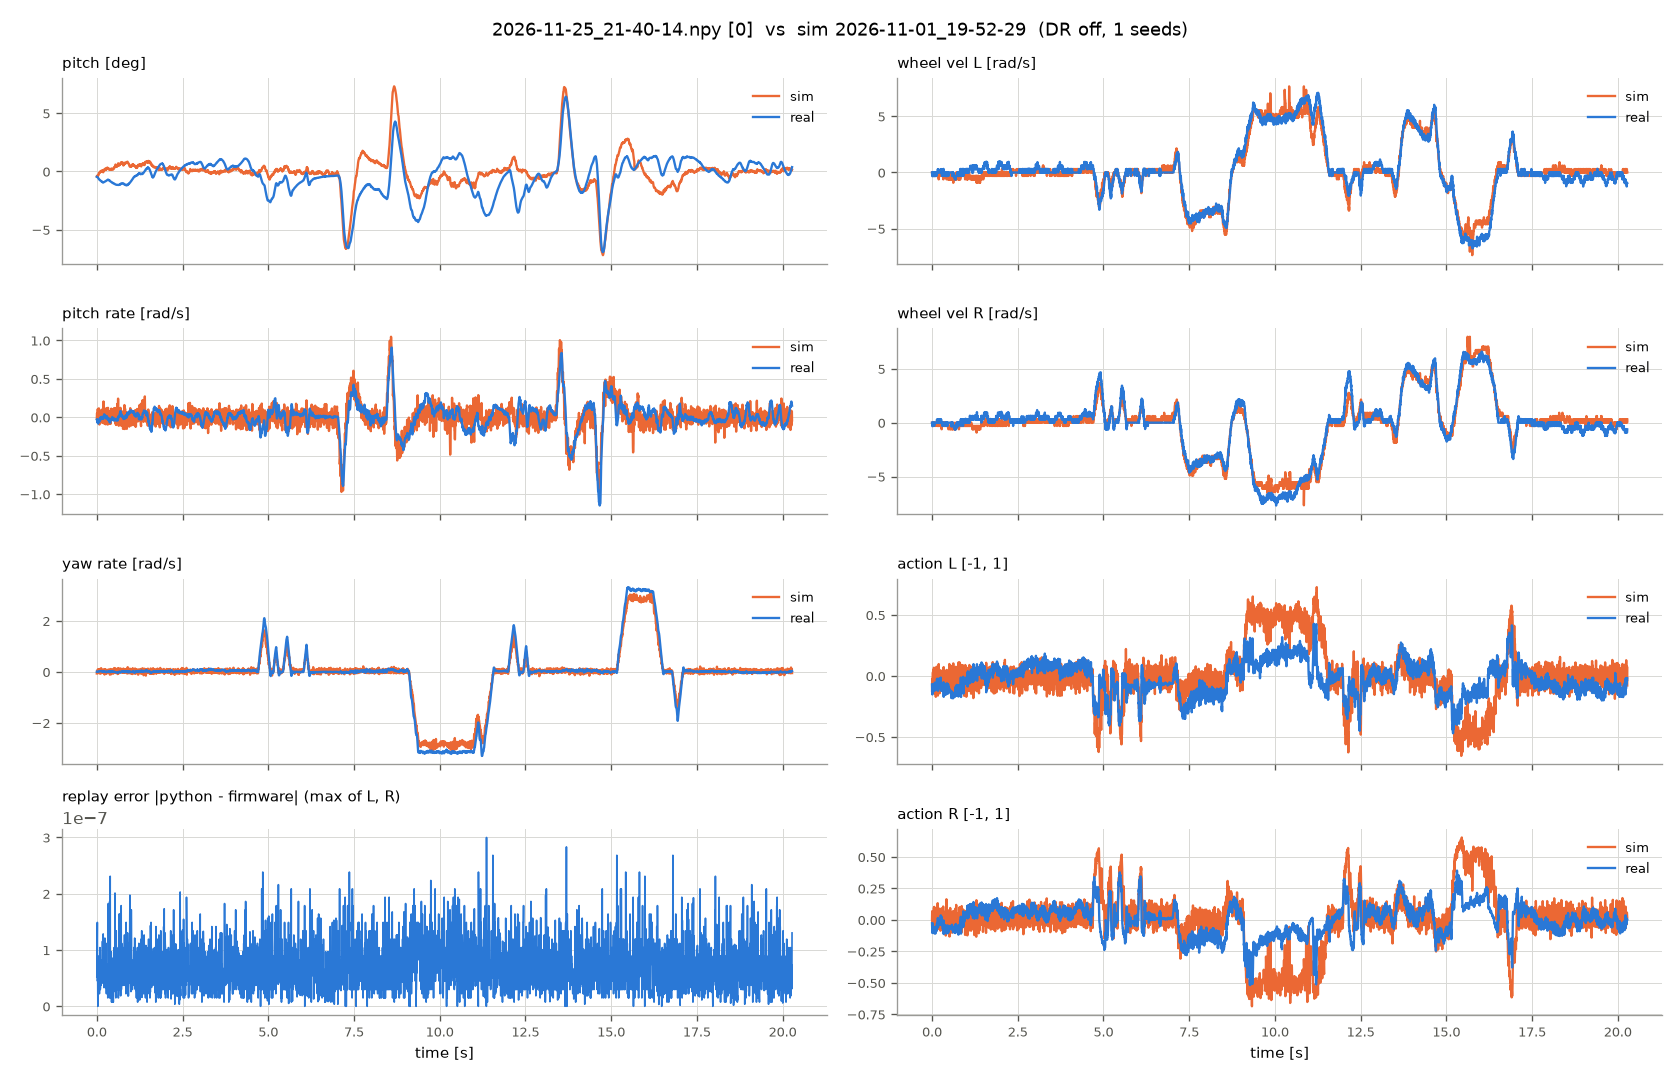 2026-11-25_21-40-14.npy [0]  vs  sim 2026-11-01_19-52-29  (DR off, 1 seeds)
pitch [deg]
5
0
−5
sim
real
wheel vel L [rad/s]
5
0
−5
sim
real
pitch rate [rad/s]
1.0
0.5
0.0
−0.5
−1.0
sim
real
wheel vel R [rad/s]
5
0
−5
sim
real
yaw rate [rad/s]
2
0
−2
sim
real
action L [-1, 1]
0.5
0.0
−0.5
sim
real
replay error |python - firmware| (max of L, R)
1e−7
3
2
1
0
0.0 2.5 5.0 7.5 10.0 12.5 15.0 17.5 20.0
time [s]
action R [-1, 1]
0.50
0.25
0.00
−0.25
−0.50
−0.75
sim
real
0.0 2.5 5.0 7.5 10.0 12.5 15.0 17.5 20.0
time [s]